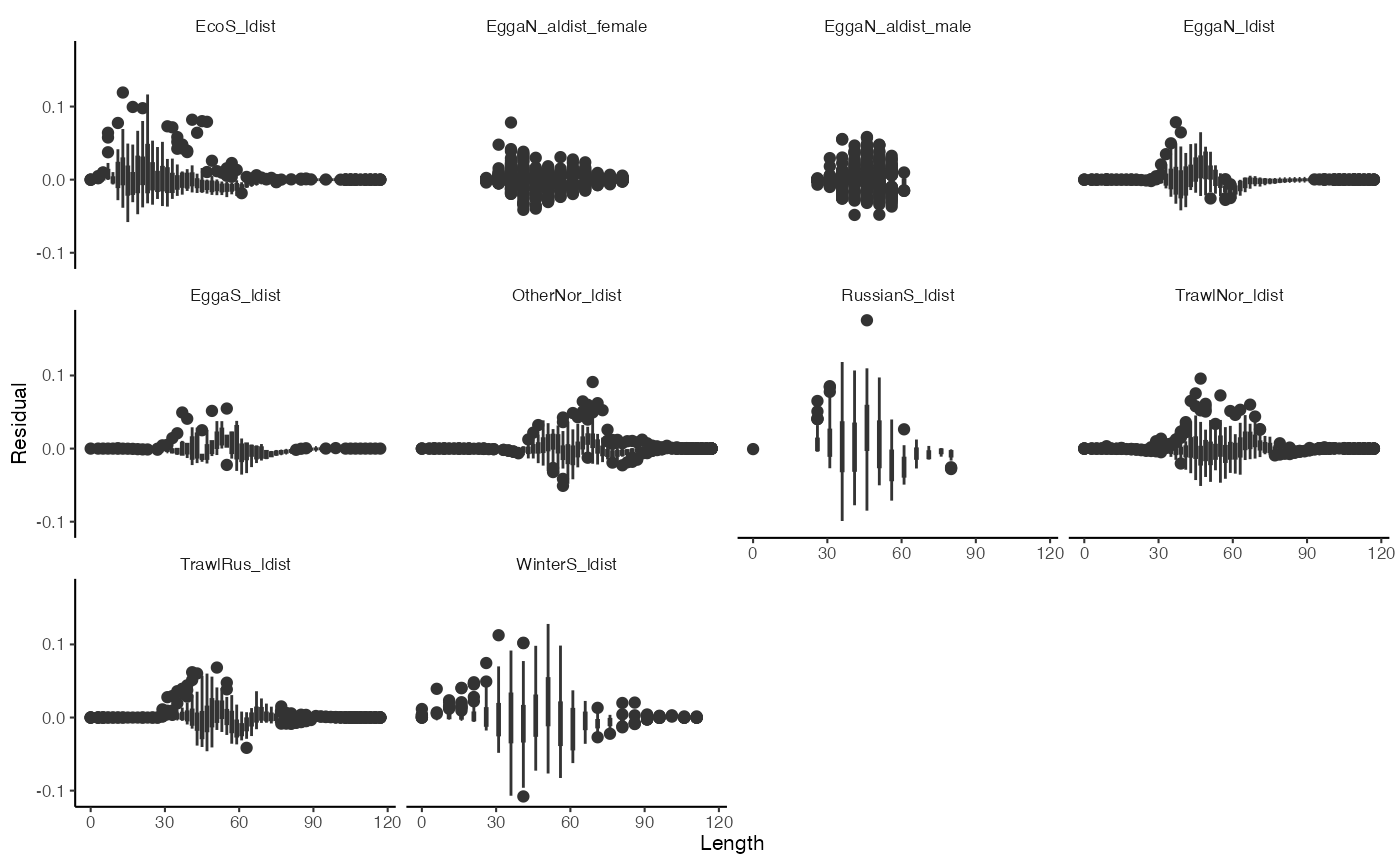 EcoS_ldist EggaN_aldist_female EggaN_aldist_male EggaN_ldist
0.1
0.0
-0.1
EggaS_ldist OtherNor_ldist RussianS_ldist TrawlNor_ldist
0.1
0.0
-0.1
0 30 60 90 120 0 30 60 90 120
Residual
TrawlRus_ldist WinterS_ldist
0.1
0.0
-0.1
0 30 60 90 120 0 30 60 90 120
Length